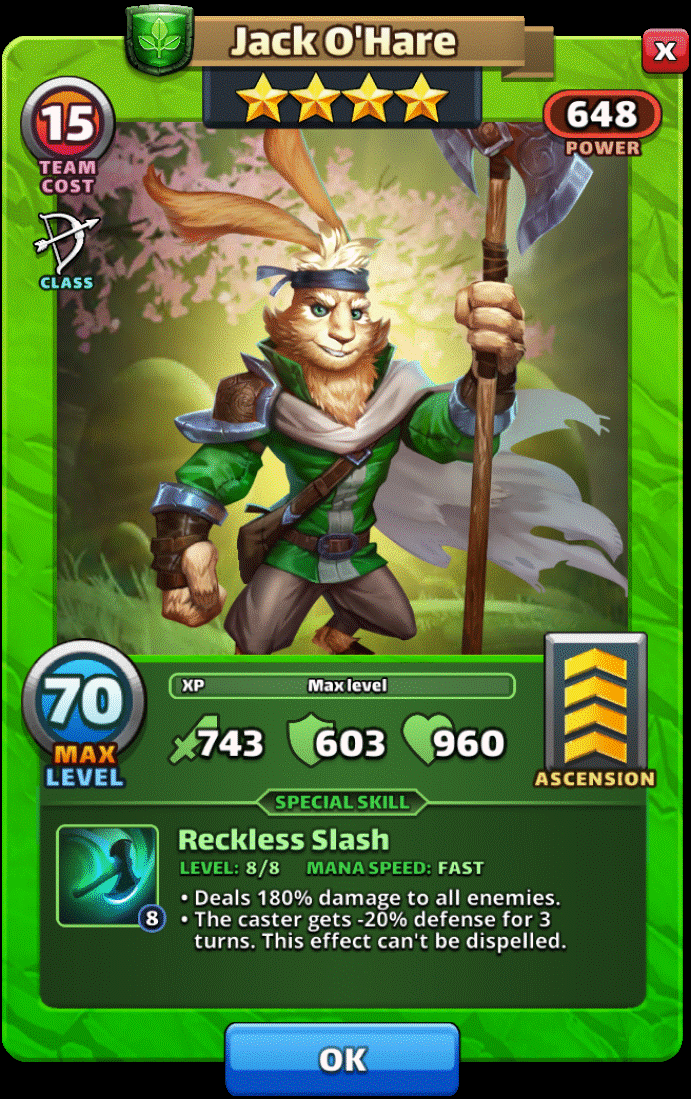 Jack O'Hare
X
15
TEAM
COST
648
POWER
CLASS
70
MAX
LEVEL
XP Max level
743 603 960
ASCENSION
SPECIAL SKILL
Reckless Slash
LEVEL: 8/8 MANA SPEED: FAST
8
• Deals 180% damage to all enemies.
• The caster gets -20% defense for 3
turns. This effect can't be dispelled.
OK